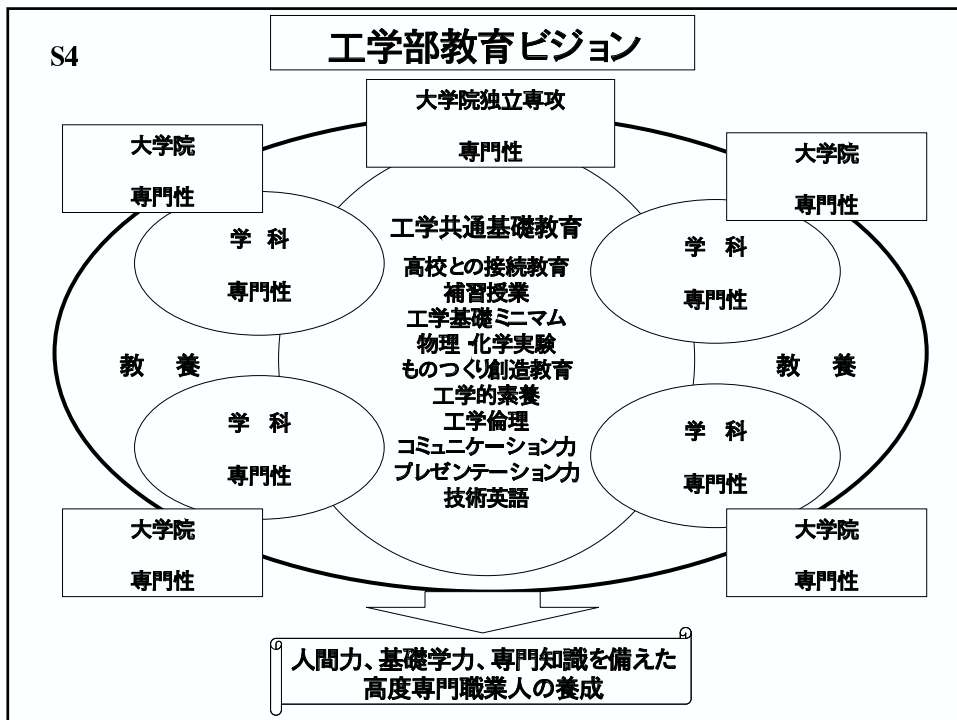 S4
工学部教育ビジョン
大学院独立専攻
専門性
大学院
専門性
大学院
専門性
学 科
専門性
学 科
専門性
工学共通基礎教育
高校との接続教育
補習授業
工学基礎ミニマム
物理・化学実験
ものつくり創造教育
工学的素養
工学倫理
コミュニケーション力
プレゼンテーション力
技術英語
教 養
教 養
学 科
専門性
学 科
専門性
大学院
専門性
大学院
専門性
人間力、基礎学力、専門知識を備えた
高度専門職業人の養成